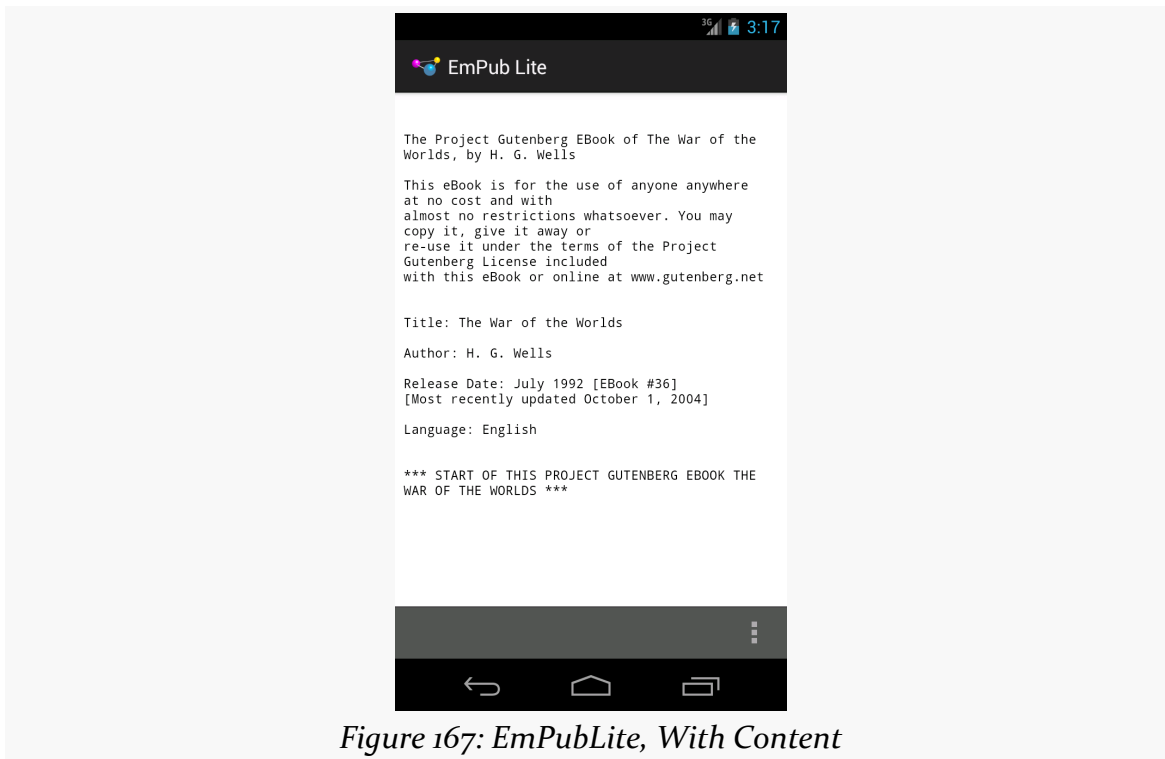 3G 3:17
EmPub Lite
The Project Gutenberg EBook of The War of the
Worlds, by H. G. Wells
This eBook is for the use of anyone anywhere
at no cost and with
almost no restrictions whatsoever. You may
copy it, give it away or
re-use it under the terms of the Project
Gutenberg License included
with this eBook or online at www.gutenberg.net
Title: The War of the Worlds
Author: H. G. Wells
Release Date: July 1992 [EBook #36]
[Most recently updated October 1, 2004]
Language: English
*** START OF THIS PROJECT GUTENBERG EBOOK THE
WAR OF THE WORLDS ***
Figure 167: EmPubLite, With Content